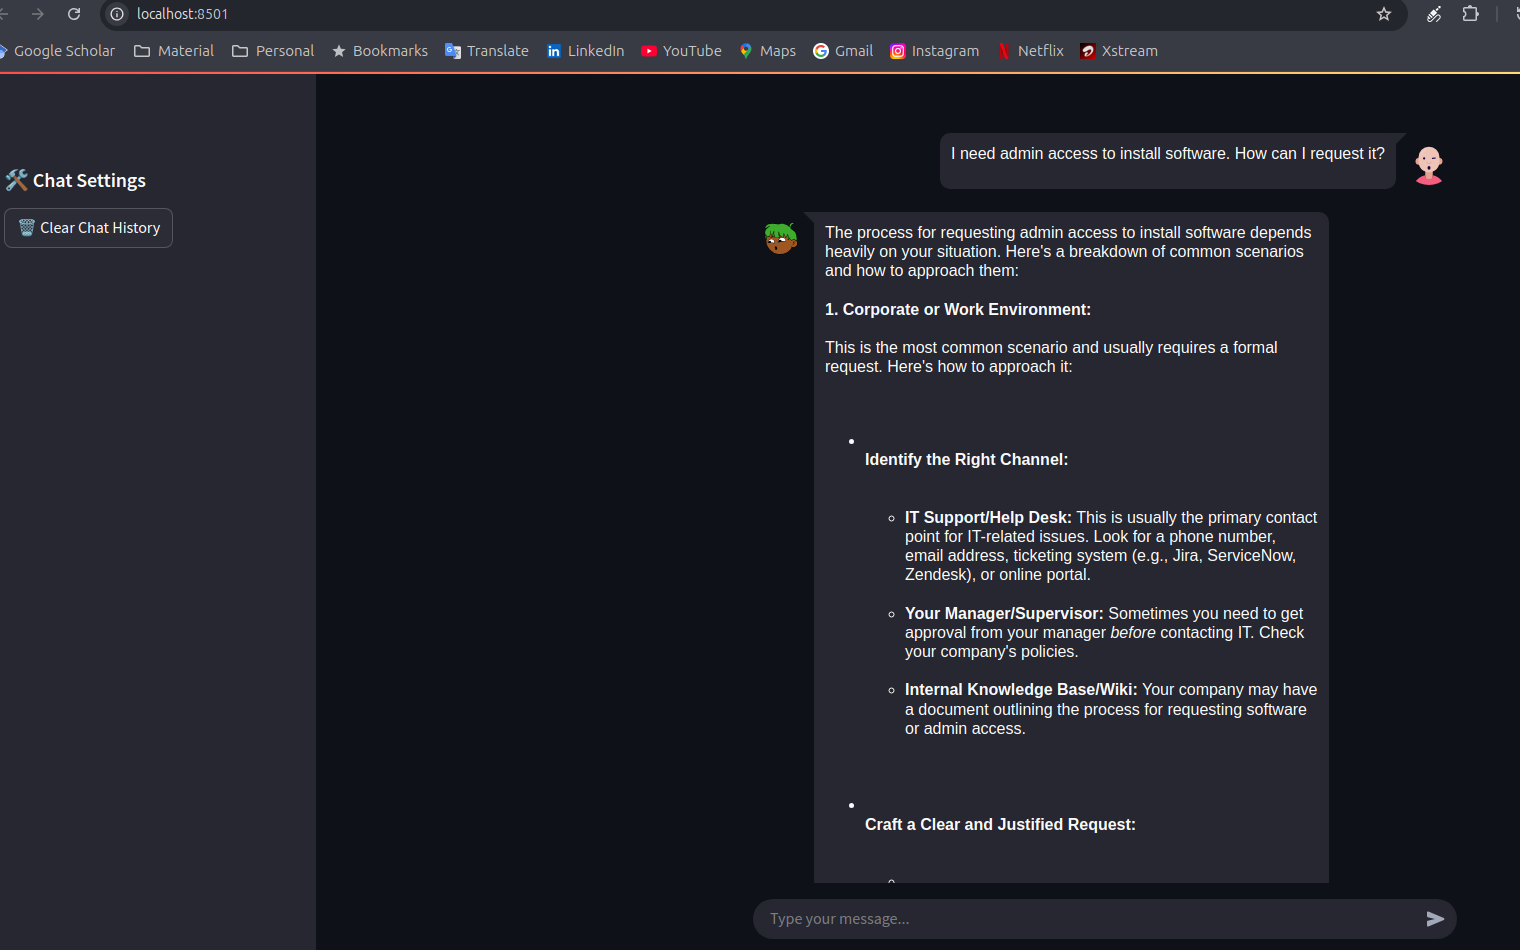 localhost:8501
Google Scholar Material Personal Bookmarks Translate LinkedIn YouTube Maps Gmail Instagram Netflix Xstream
Chat Settings
Clear Chat History
I need admin access to install software. How can I request it?
The process for requesting admin access to install software depends
heavily on your situation. Here's a breakdown of common scenarios
and how to approach them:
1. Corporate or Work Environment:
This is the most common scenario and usually requires a formal
request. Here's how to approach it:
Identify the Right Channel:
IT Support/Help Desk: This is usually the primary contact
point for IT-related issues. Look for a phone number,
email address, ticketing system (e.g., Jira, ServiceNow,
Zendesk), or online portal.
Your Manager/Supervisor: Sometimes you need to get
approval from your manager before contacting IT. Check
your company's policies.
Internal Knowledge Base/Wiki: Your company may have
a document outlining the process for requesting software
or admin access.
Craft a Clear and Justified Request:
Type your message...